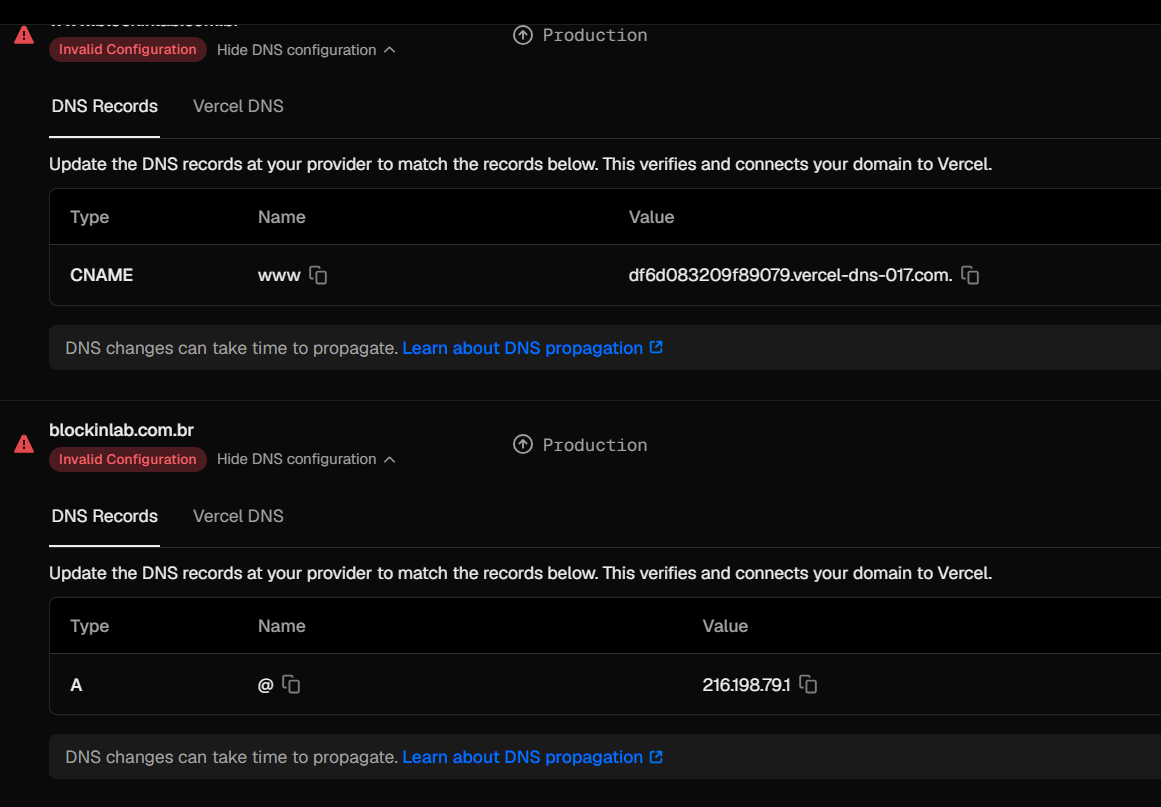 Production
Invalid Configuration Hide DNS configuration
DNS Records Vercel DNS
Update the DNS records at your provider to match the records below. This verifies and connects your domain to Vercel.
Type Name Value
CNAME www df6d083209f89079.vercel-dns-017.com.
DNS changes can take time to propagate. Learn about DNS propagation
blockinlab.com.br
Production
Invalid Configuration Hide DNS configuration
DNS Records Vercel DNS
Update the DNS records at your provider to match the records below. This verifies and connects your domain to Vercel.
Type Name Value
A @ 216.198.79.1
DNS changes can take time to propagate. Learn about DNS propagation